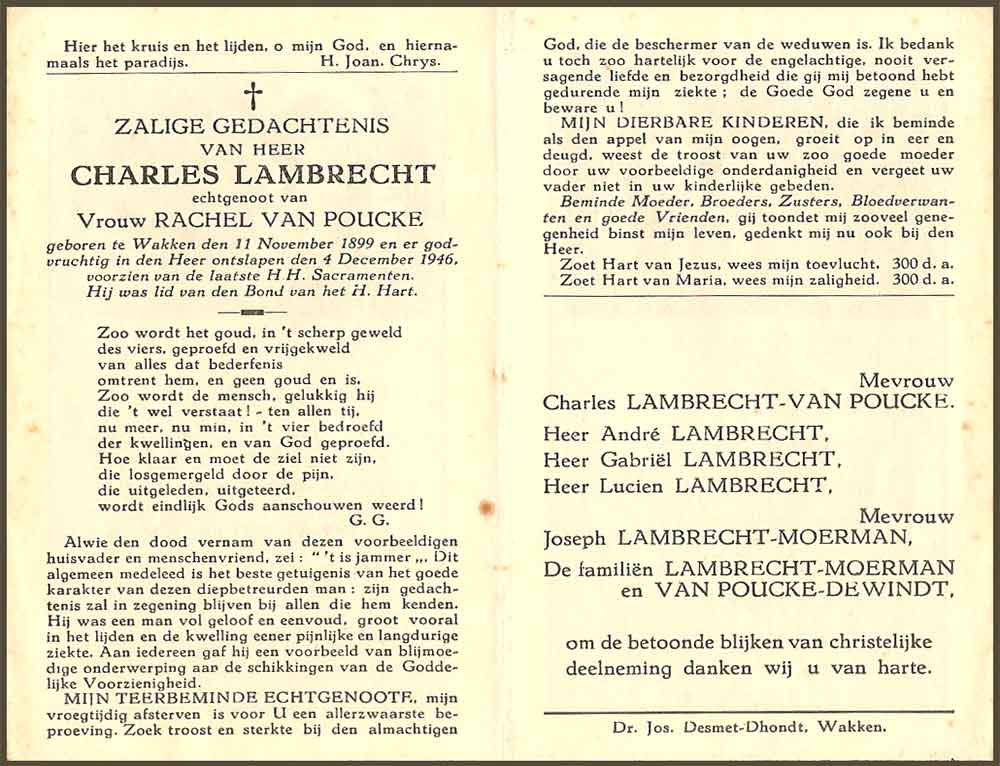 Hier het kruis en het lijden, o mijn God, en hierna-
maals het paradijs. H. Joan. Chrys.
ZALIGE GEDACHTENIS
VAN HEER
CHARLES LAMBRECHT
echtgenoot van
Vrouw RACHEL VAN POUCKE
geboren te Wakken den 11 November 1899 en er god-
vruchtig in den Heer ontslapen den 4 December 1946,
voorzien van de laatste H H. Sacramenten.
Hij was lid van den Bond van het H. Hart.
Zoo wordt het goud, in 't scherp geweld
des viers, geproefd en vrijgekweld
van alles dat bederfenis
omtrent hem, en geen goud en is.
Zoo wordt de mensch, gelukkig hij
die 't wel verstaat! - ten allen tij,
nu meer, nu min, in 't vier bedroefd
der kwellingen, en van God geproefd.
Hoe klaar en moet de ziel niet zijn,
die losgemergeld door de pijn,
die uitgeleden, uitgeteerd,
wordt eindlijk Gods aanschouwen weerd!
G. G.
Alwie den dood vernam van dezen voorbeeldigen
huisvader en menschenvriend, zei : “ 't is jammer „. Dit
algemeen medeleed is het beste getuigenis van het goede
karakter van dezen diepbetreurden man : zijn gedach-
tenis zal in zegening blijven bij allen die hem kenden.
Hij was een man vol geloof en eenvoud, groot vooral
in het lijden en de kwelling eener pijnlijke en langdurige
ziekte. Aan iedereen gaf hij een voorbeeld van blijmoe-
dige onderwerping aan de schikkingen van de Godde-
lijke Voorzienigheid.
MIJN TEERBEMINDE ECHTGENOOTE, mijn
vroegtijdig afsterven is voor U een allerzwaarste be-
proeving. Zoek troost en sterkte bij den almachtigen
God, die de beschermer van de weduwen is. Ik bedank
u toch zoo hartelijk voor de engelachtige, nooit ver-
sagende liefde en bezorgdheid die gij mij betoond hebt
gedurende mijn ziekte ; de Goede God zegene u en
beware u !
MIJN DIERBARE KINDEREN, die ik beminde
als den appel van mijn oogen, groeit op in eer en
deugd, weest de troost van uw zoo goede moeder
door uw voorbeeldige onderdanigheid en vergeet uw
vader niet in uw kinderlijke gebeden.
Beminde Moeder, Broeders, Zusters, Bloedverwan-
ten en goede Vrienden, gij toondet mij zooveel gene-
genheid binst mijn leven, gedenkt mij nu ook bij den
Heer.
Zoet Hart van Jezus, wees mijn toevlucht. 300 d. a.
Zoet Hart van Maria, wees mijn zaligheid. 300 d. a.
Mevrouw
Charles LAMBRECHT-VAN POUCKE.
Heer André LAMBRECHT,
Heer Gabriël LAMBRECHT,
Heer Lucien LAMBRECHT,
Mevrouw
Joseph LAMBRECHT-MOERMAN,
De familiën LAMBRECHT-MOERMAN
en VAN POUCKE-DEWINDT,
om de betoonde blijken van christelijke
deelneming danken wij u van harte.
Dr. Jos. Desmet-Dhondt, Wakken.